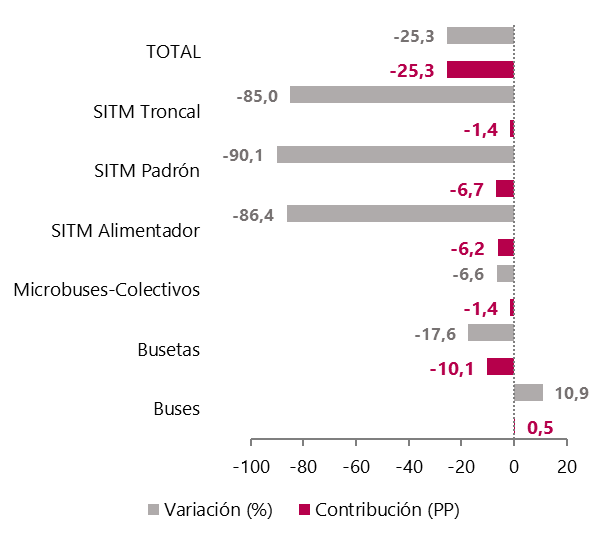 -25,3
TOTAL
-25,3
-85,0
SITM Troncal
-1,4
-90,1
SITM Padrón
-6,7
-86,4
SITM Alimentador
-6,2
-6,6
Microbuses-Colectivos
-1,4
-17,6
Busetas
-10,1
10,9
Buses
0,5
-100 -80 -60 -40 -20 0 20
Variación (%) Contribución (PP)